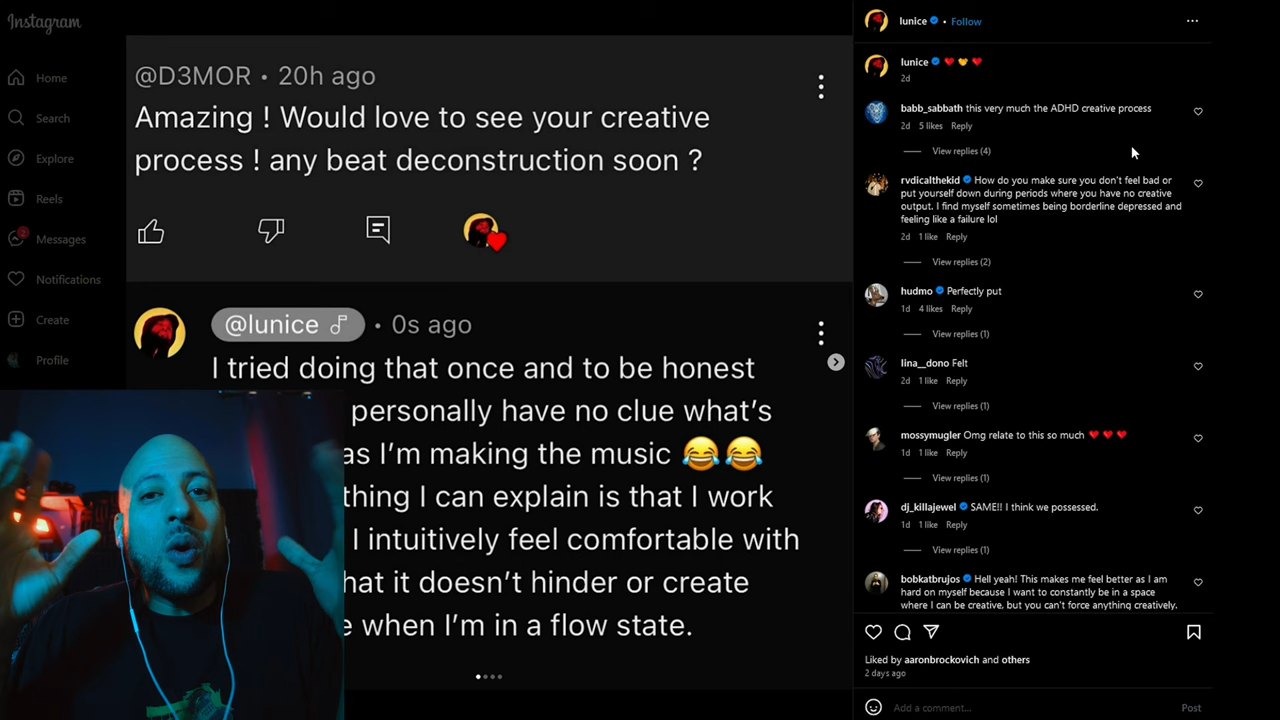 Instagram
Home
Search
Explore
Reels
2
Messages
Notifications
Create
Profile
@D3MOR • 20h ago
Amazing ! Would love to see your creative
process ! any beat deconstruction soon ?
@lunice • 0s ago
I tried doing that once and to be honest
personally have no clue what's
as I'm making the music 😂😂
thing I can explain is that I work
I intuitively feel comfortable with
hat it doesn't hinder or create
e when I'm in a flow state.
lunice • Follow
lunice ❤️🧡❤️
2d
babb_sabbath this very much the ADHD creative process
2d 5 likes Reply
View replies (4)
rvdicalthekid How do you make sure you don't feel bad or
put yourself down during periods where you have no creative
output. I find myself sometimes being borderline depressed and
feeling like a failure lol
2d 1 like Reply
View replies (2)
hudmo Perfectly put
1d 4 likes Reply
View replies (1)
lina__dono Felt
2d 1 like Reply
View replies (1)
mossymugler Omg relate to this so much ❤️❤️❤️
1d 1 like Reply
View replies (1)
dj_killajewel SAME!! I think we possessed.
1d 1 like Reply
View replies (1)
bobkatbrujos Hell yeah! This makes me feel better as I am
hard on myself because I want to constantly be in a space
where I can be creative, but you can't force anything creatively.
Liked by aaronbrockovich and others
2 days ago
Add a comment...
Post